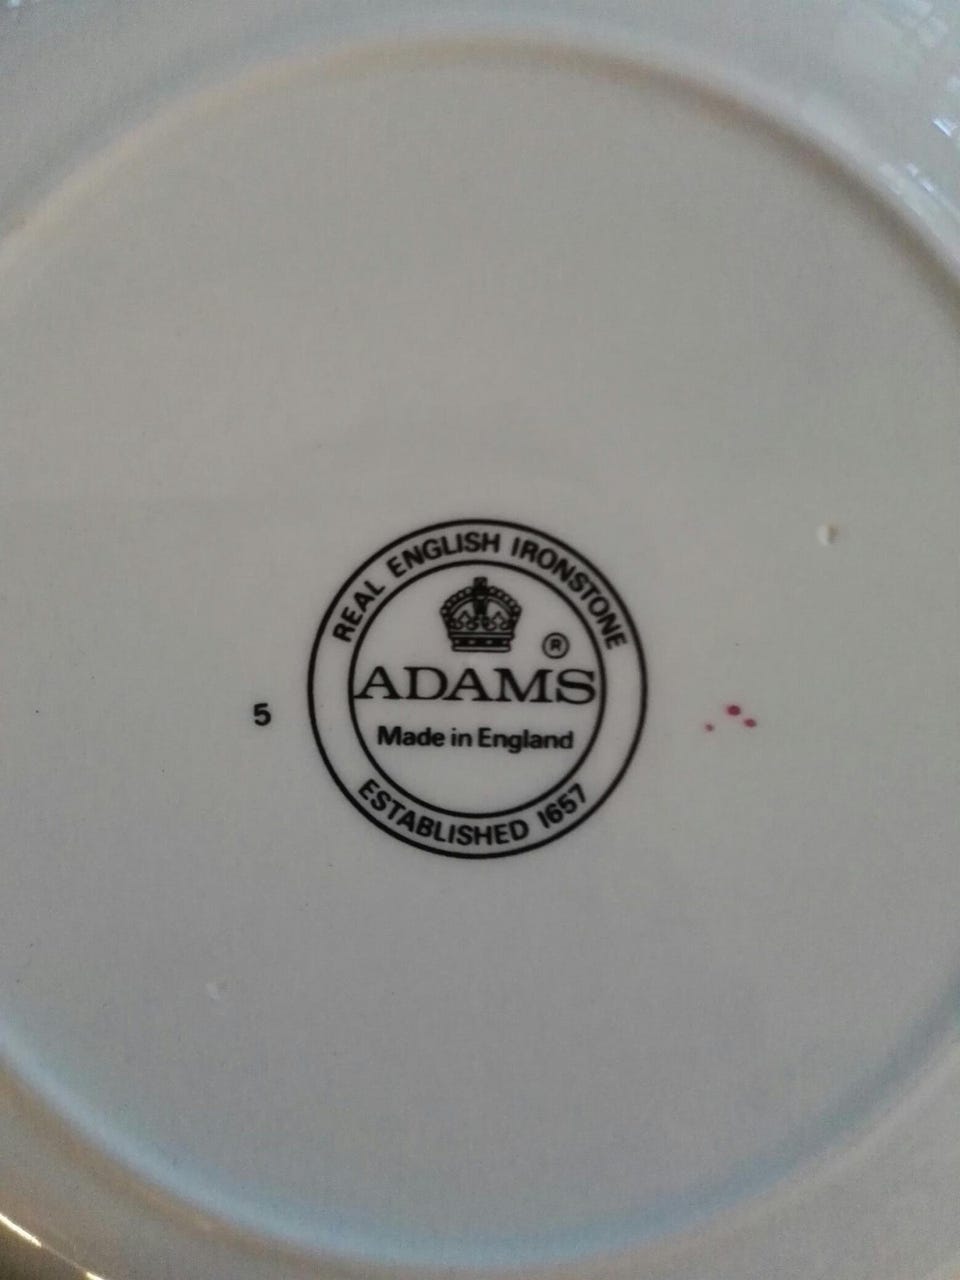 REAL ENGLISH IRONSTONE
®
ADAMS
Made in England
ESTABLISHED 1657
5